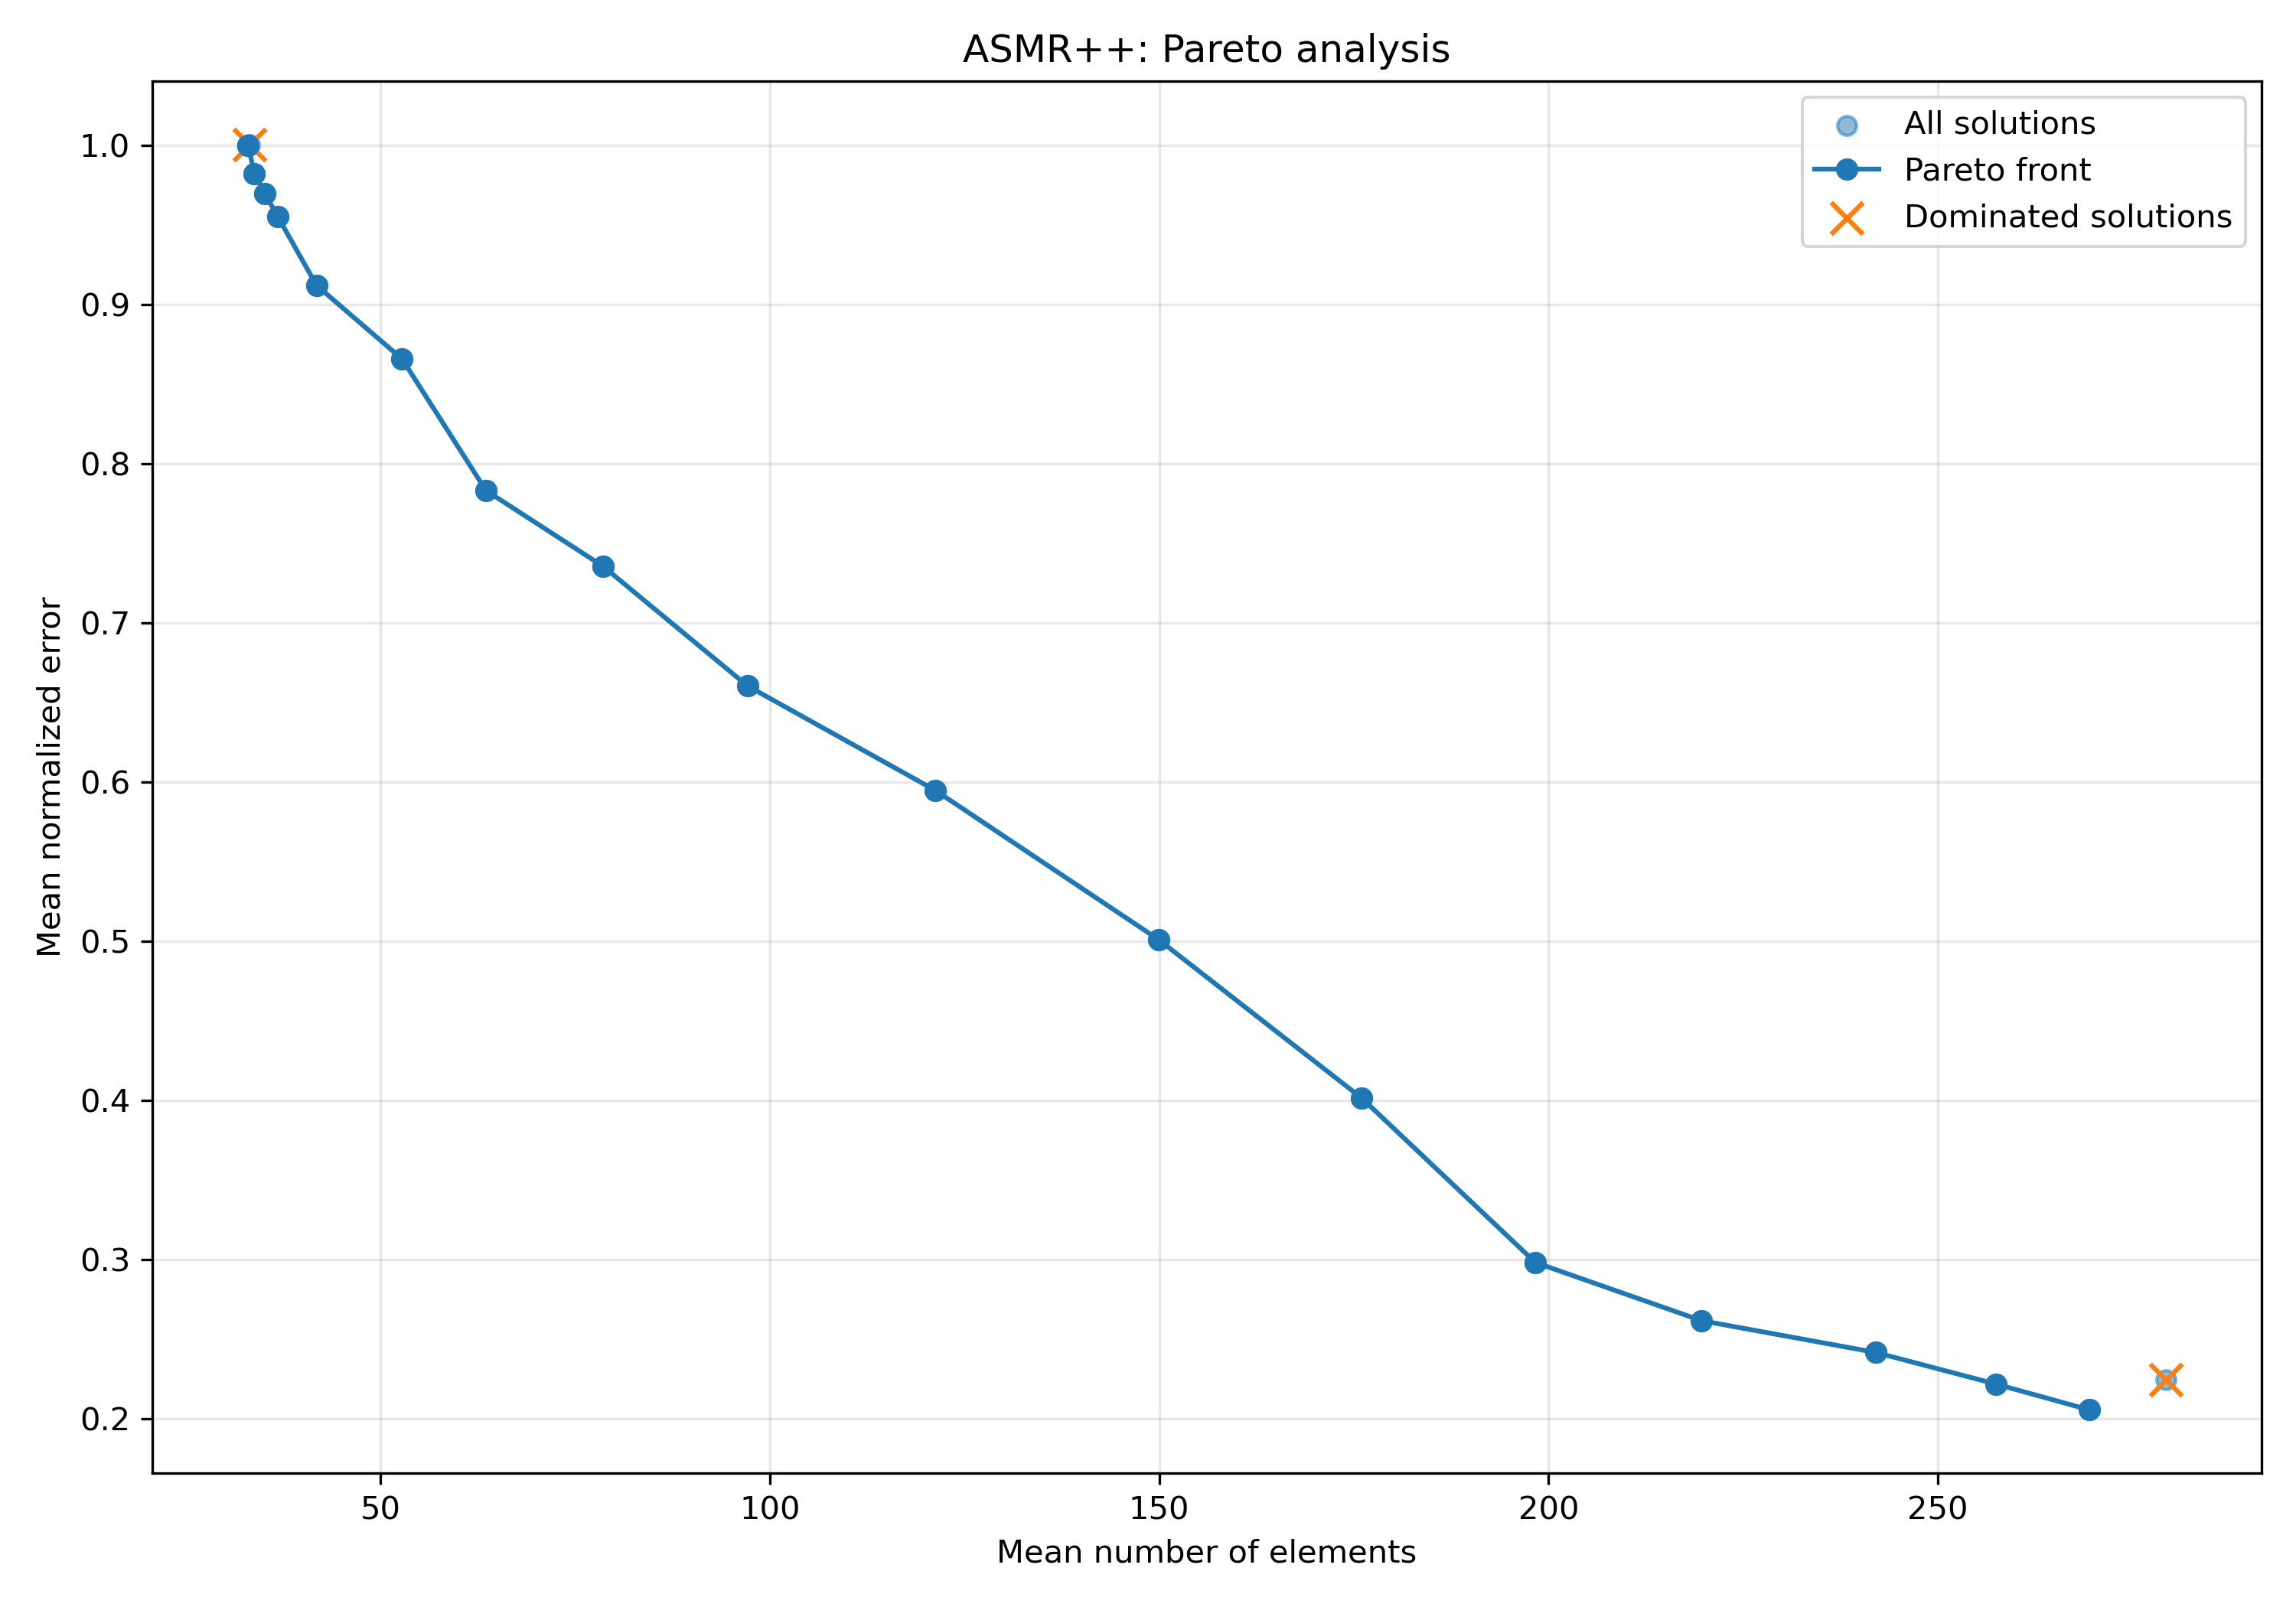 ASMR++: Pareto analysis
All solutions
Pareto front
Dominated solutions
1.0
0.9
0.8
0.7
0.6
0.5
0.4
0.3
0.2
Mean normalized error
50 100 150 200 250
Mean number of elements